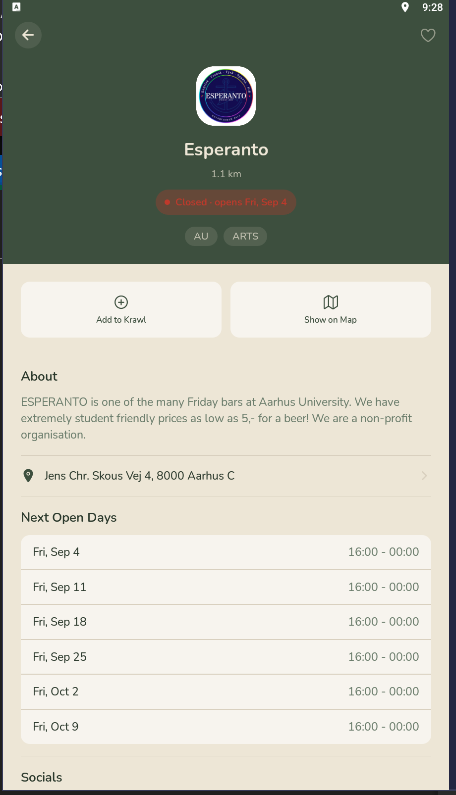 A
9:28
ESPERANTO
Esperanto
1.1 km
Closed · opens Fri, Sep 4
AU
ARTS
Add to Krawl
Show on Map
About
ESPERANTO is one of the many Friday bars at Aarhus University. We have
extremely student friendly prices as low as 5,- for a beer! We are a non-profit
organisation.
Jens Chr. Skous Vej 4, 8000 Aarhus C
Next Open Days
Fri, Sep 4
16:00 - 00:00
Fri, Sep 11
16:00 - 00:00
Fri, Sep 18
16:00 - 00:00
Fri, Sep 25
16:00 - 00:00
Fri, Oct 2
16:00 - 00:00
Fri, Oct 9
16:00 - 00:00
Socials